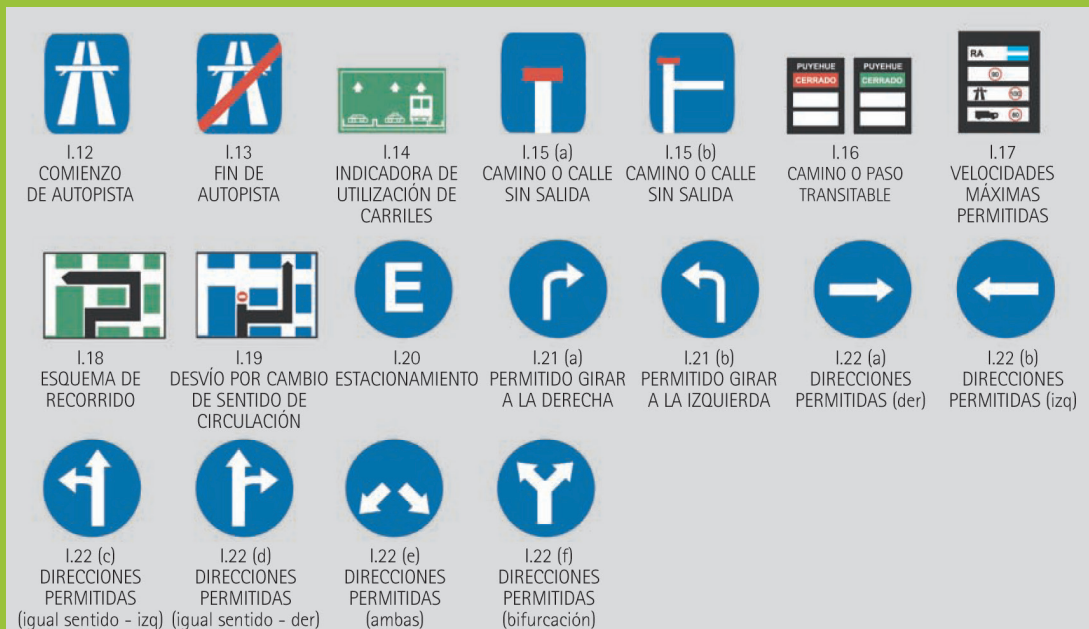 PUYEHUE
CERRADO
PUYEHUE
CERRADO
RA
90
100
80
I.12
COMIENZO
DE AUTOPISTA
I.13
FIN DE
AUTOPISTA
I.14
INDICADORA DE
UTILIZACIÓN DE
CARRILES
I.15 (a)
CAMINO O CALLE
SIN SALIDA
I.15 (b)
CAMINO O CALLE
SIN SALIDA
I.16
CAMINO O PASO
TRANSITABLE
I.17
VELOCIDADES
MÁXIMAS
PERMITIDAS
I.18
ESQUEMA DE
RECORRIDO
I.19
DESVÍO POR CAMBIO
DE SENTIDO DE
CIRCULACIÓN
E
I.20
ESTACIONAMIENTO
I.21 (a)
PERMITIDO GIRAR
A LA DERECHA
I.21 (b)
PERMITIDO GIRAR
A LA IZQUIERDA
I.22 (a)
DIRECCIONES
PERMITIDAS (der)
I.22 (b)
DIRECCIONES
PERMITIDAS (izq)
I.22 (c)
DIRECCIONES
PERMITIDAS
(igual sentido - izq)
I.22 (d)
DIRECCIONES
PERMITIDAS
(igual sentido - der)
I.22 (e)
DIRECCIONES
PERMITIDAS
(ambas)
I.22 (f)
DIRECCIONES
PERMITIDAS
(bifurcación)